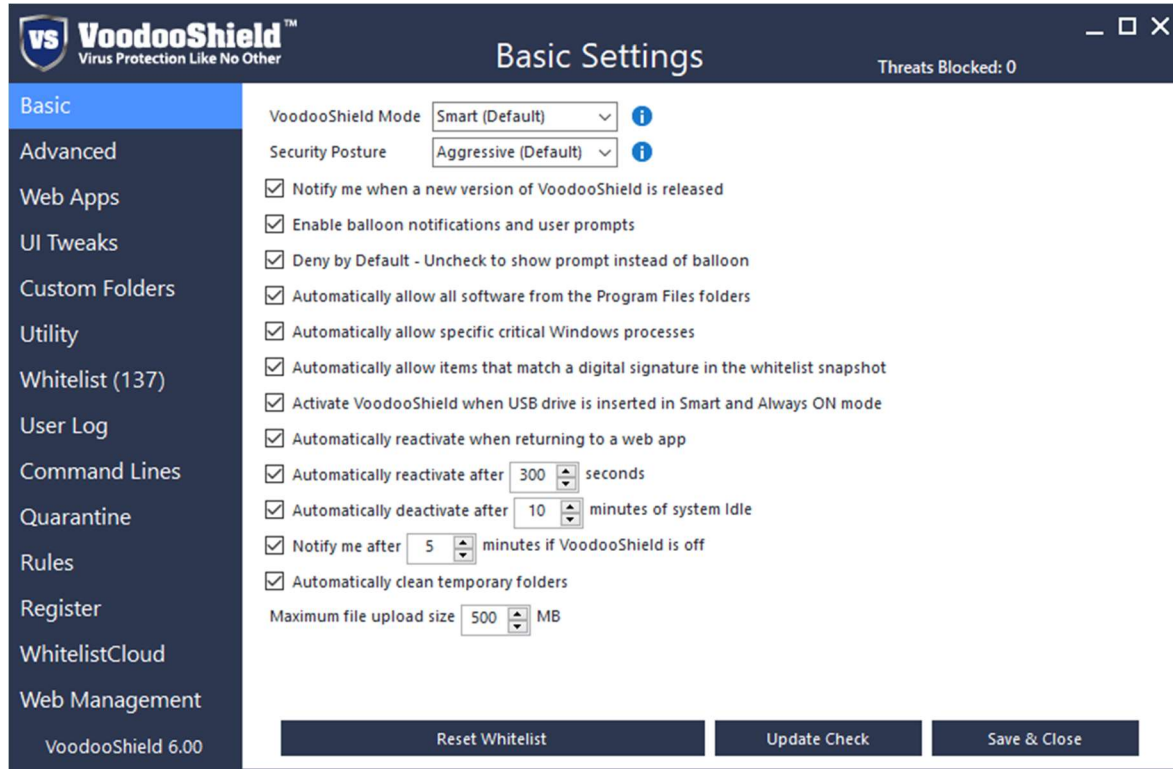 VS VoodooShield™
Virus Protection Like No Other
Basic Settings
Threats Blocked: 0
Basic
Advanced
Web Apps
UI Tweaks
Custom Folders
Utility
Whitelist (137)
User Log
Command Lines
Quarantine
Rules
Register
WhitelistCloud
Web Management
VoodooShield 6.00
VoodooShield Mode Smart (Default) i
Security Posture Aggressive (Default) i
Notify me when a new version of VoodooShield is released
Enable balloon notifications and user prompts
Deny by Default - Uncheck to show prompt instead of balloon
Automatically allow all software from the Program Files folders
Automatically allow specific critical Windows processes
Automatically allow items that match a digital signature in the whitelist snapshot
Activate VoodooShield when USB drive is inserted in Smart and Always ON mode
Automatically reactivate when returning to a web app
Automatically reactivate after 300 seconds
Automatically deactivate after 10 minutes of system Idle
Notify me after 5 minutes if VoodooShield is off
Automatically clean temporary folders
Maximum file upload size 500 MB
Reset Whitelist Update Check Save & Close